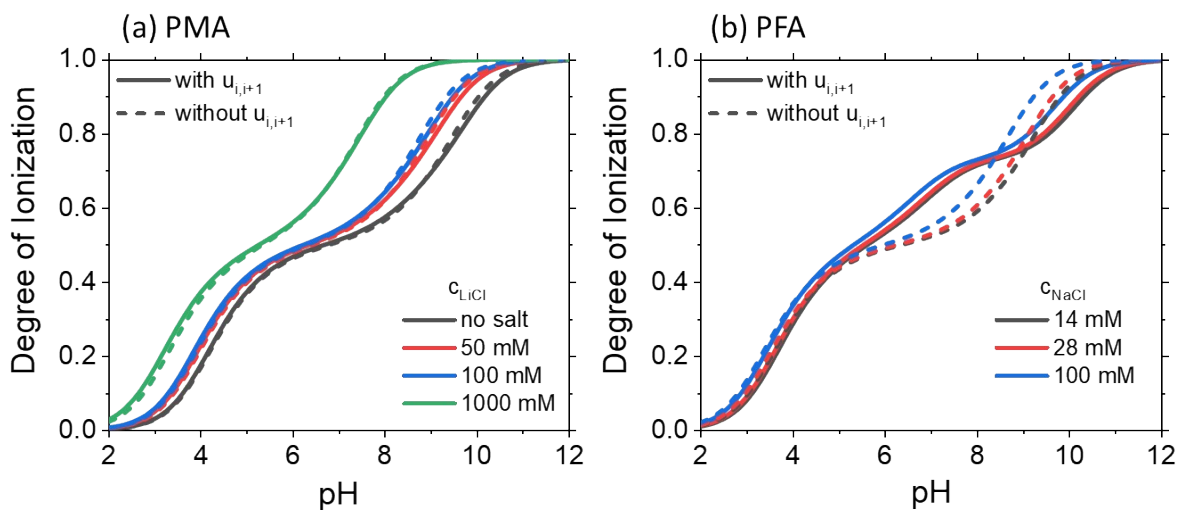 (a) PMA
Degree of Ionization
1.0
0.8
0.6
0.4
0.2
0.0
with u_{i,i+1}
without u_{i,i+1}
c_{LiCl}
no salt
50 mM
100 mM
1000 mM
2 4 6 8 10 12
pH
(b) PFA
Degree of Ionization
1.0
0.8
0.6
0.4
0.2
0.0
with u_{i,i+1}
without u_{i,i+1}
c_{NaCl}
14 mM
28 mM
100 mM
2 4 6 8 10 12
pH